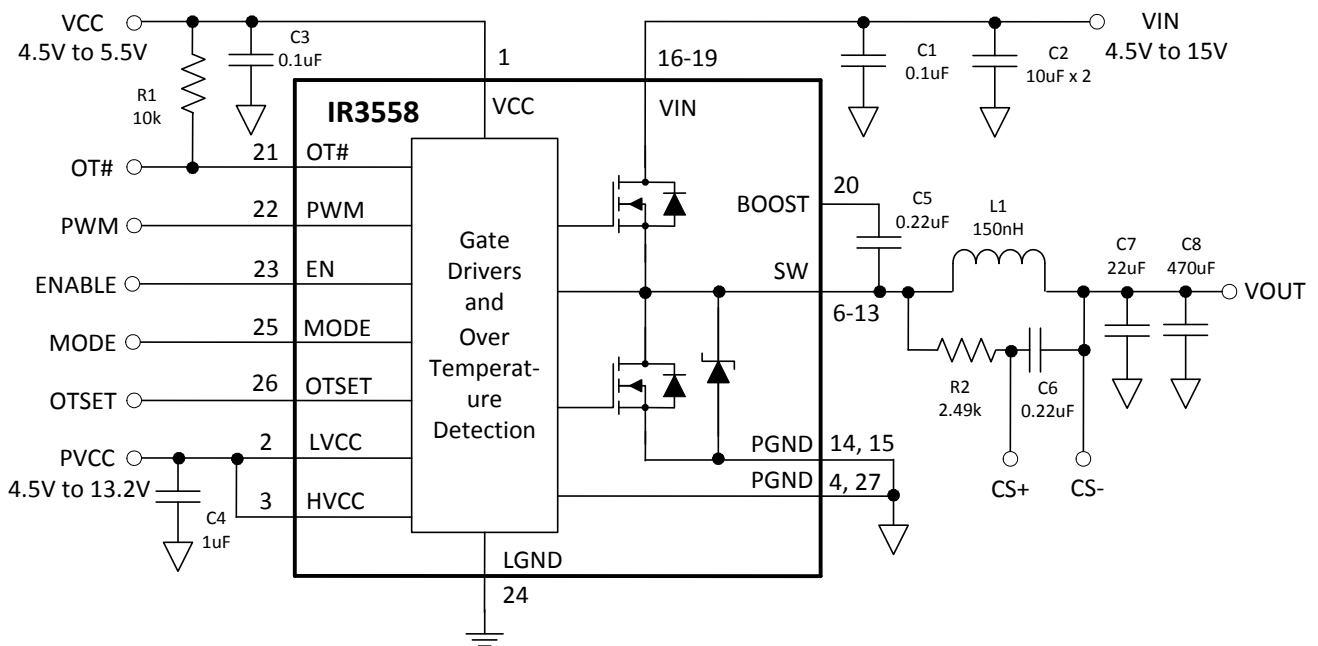 VCC
4.5V to 5.5V
C3
0.1uF
R1
10k
1
16-19
C1
0.1uF
C2
10uF x 2
VIN
4.5V to 15V
IR3558
VCC
VIN
OT#
21
OT#
PWM
22
PWM
ENABLE
23
EN
MODE
25
MODE
OTSET
26
OTSET
PVCC
4.5V to 13.2V
2
LVCC
3
HVCC
C4
1uF
Gate
Drivers
and
Over
Temperat-
ure
Detection
BOOST
20
C5
0.22uF
SW
6-13
L1
150nH
C7
22uF
C8
470uF
VOUT
R2
2.49k
C6
0.22uF
CS+
CS-
PGND
14, 15
PGND
4, 27
LGND
24